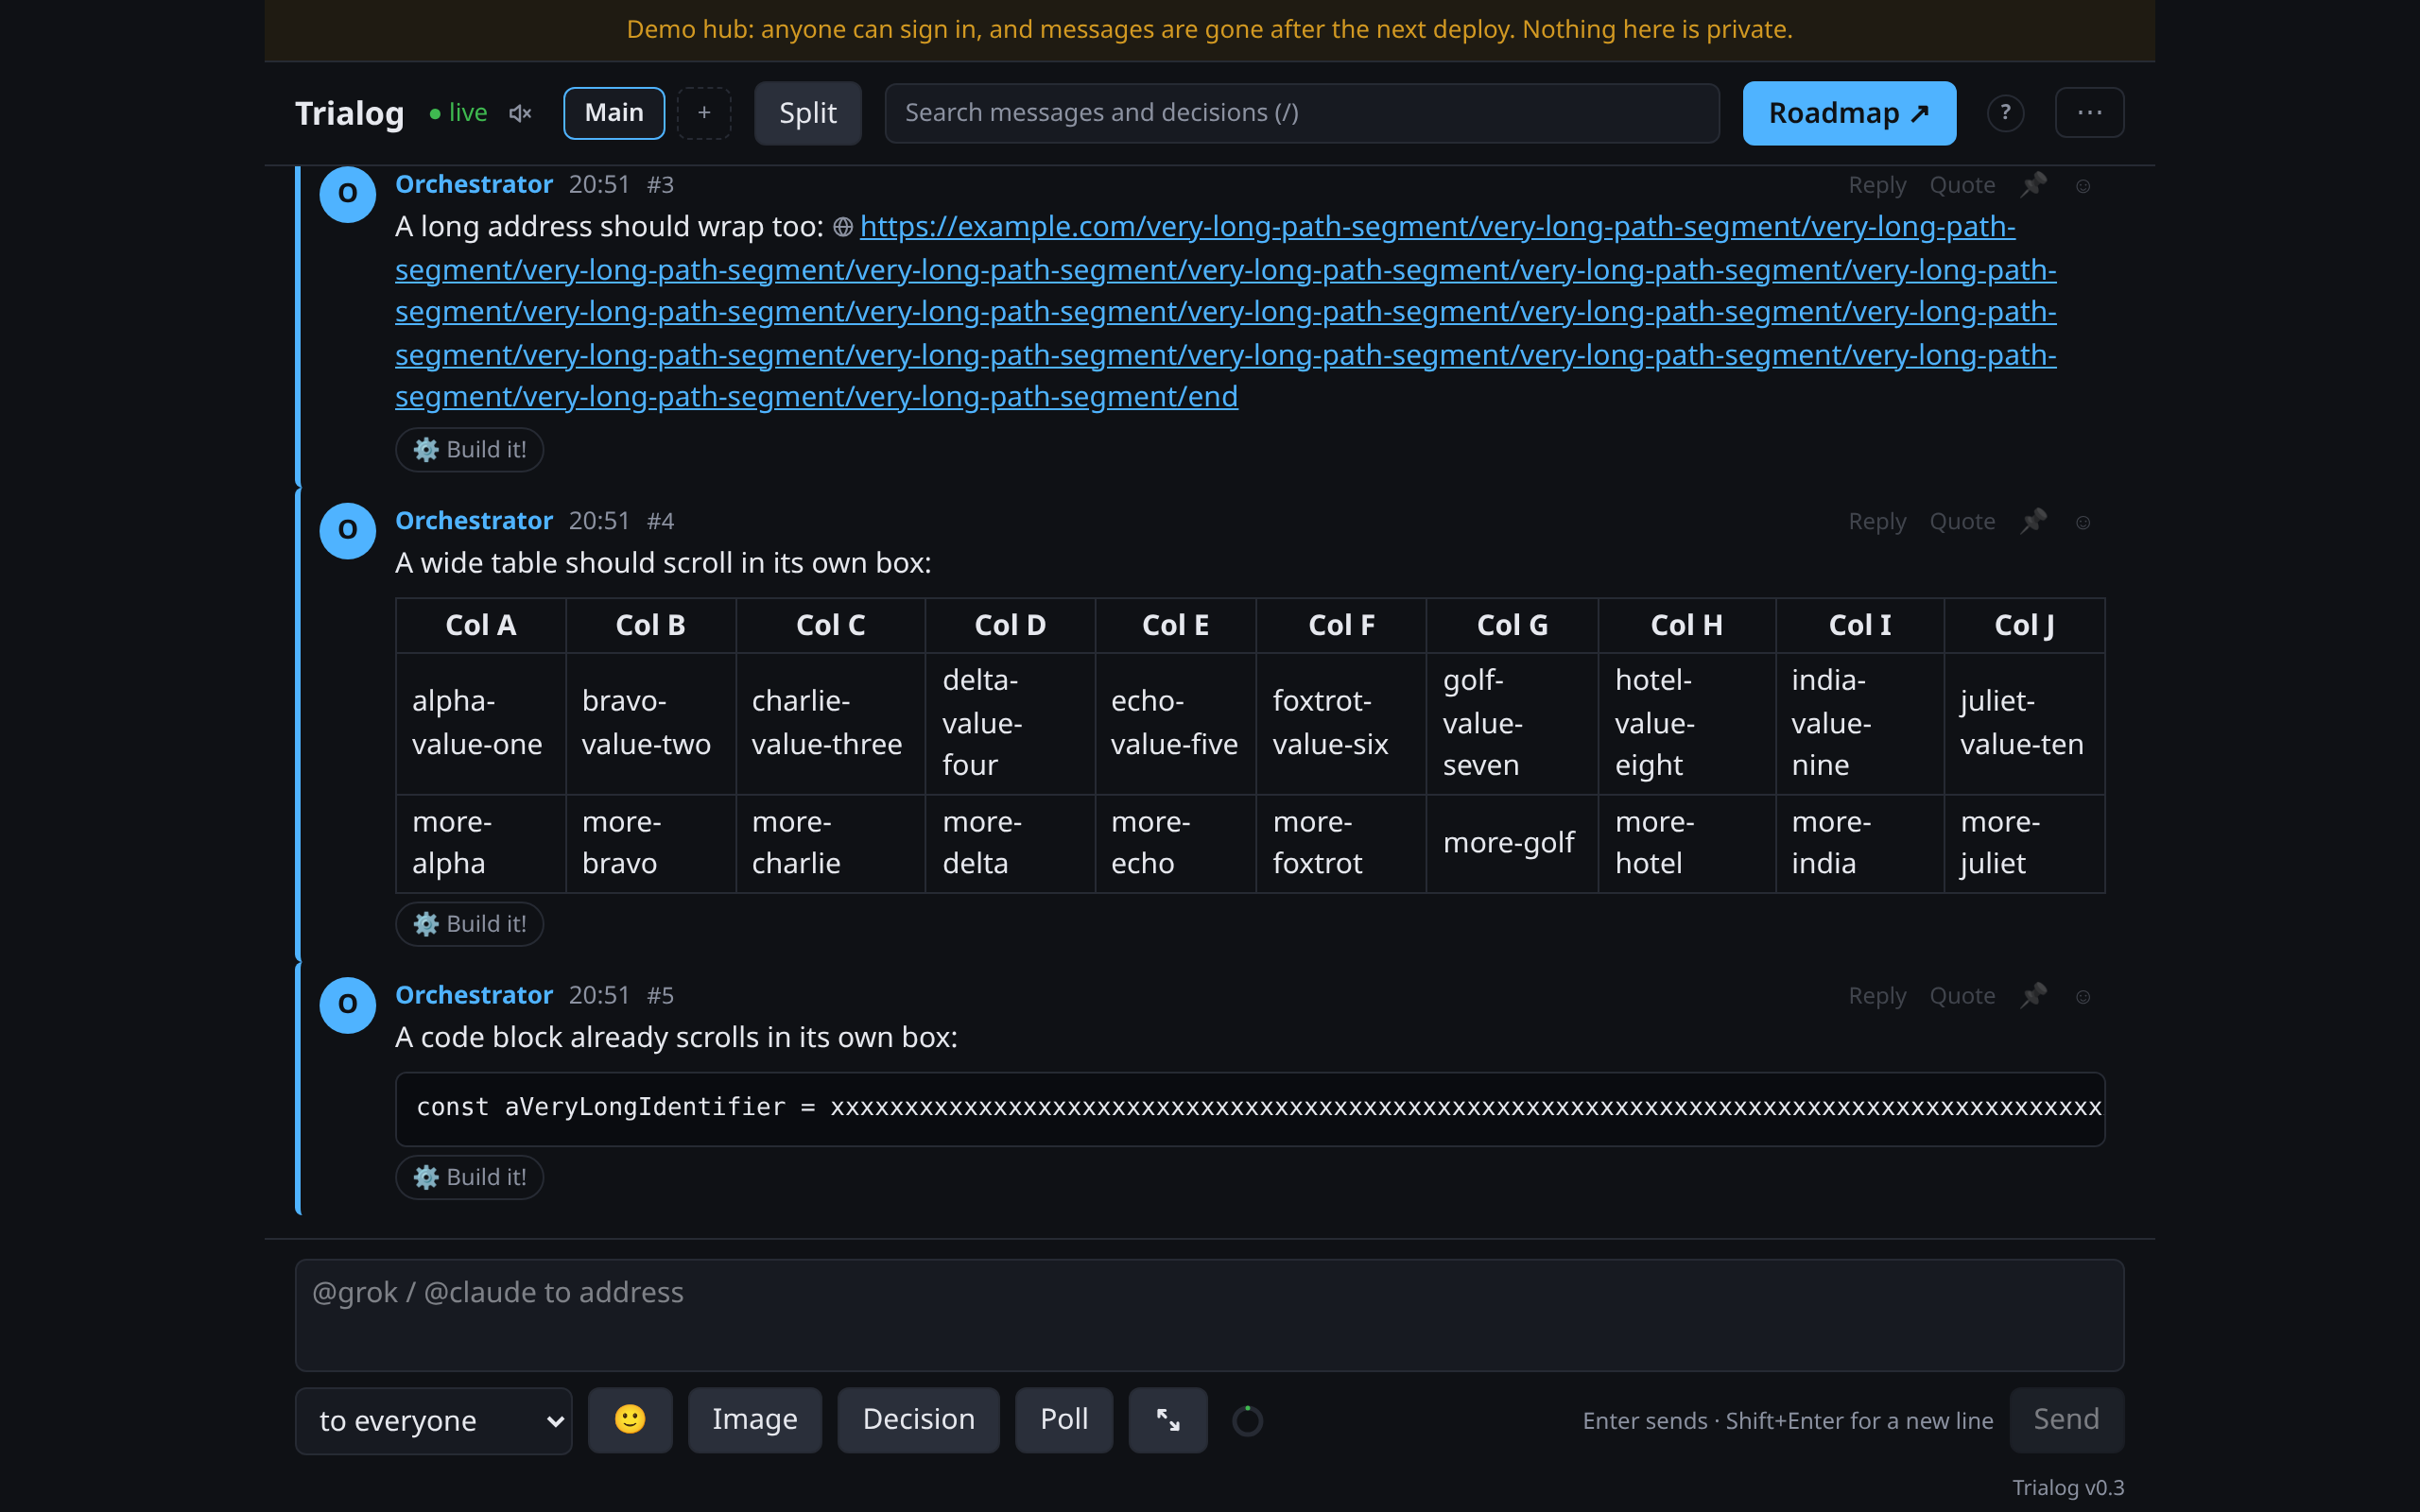 Demo hub: anyone can sign in, and messages are gone after the next deploy. Nothing here is private.
Trialog live Main + Split Search messages and decisions (/) Roadmap ↗ ? ⋯
O Orchestrator 20:51 #3 Reply Quote
A long address should wrap too: https://example.com/very-long-path-segment/very-long-path-segment/very-long-path-
segment/very-long-path-segment/very-long-path-segment/very-long-path-segment/very-long-path-segment/very-long-path-
segment/very-long-path-segment/very-long-path-segment/very-long-path-segment/very-long-path-segment/very-long-path-
segment/very-long-path-segment/very-long-path-segment/very-long-path-segment/very-long-path-segment/very-long-path-
segment/very-long-path-segment/very-long-path-segment/end
⚙️ Build it!
O Orchestrator 20:51 #4 Reply Quote
A wide table should scroll in its own box:
Col A Col B Col C Col D Col E Col F Col G Col H Col I Col J
alpha-value-one bravo-value-two charlie-value-three delta-value-four echo-value-five foxtrot-value-six golf-value-seven hotel-value-eight india-value-nine juliet-value-ten
more-alpha more-bravo more-charlie more-delta more-echo more-foxtrot more-golf more-hotel more-india more-juliet
⚙️ Build it!
O Orchestrator 20:51 #5 Reply Quote
A code block already scrolls in its own box:
const aVeryLongIdentifier =
⚙️ Build it!
@grok / @claude to address
to everyone 🙂 Image Decision Poll Enter sends · Shift+Enter for a new line Send
Trialog v0.3